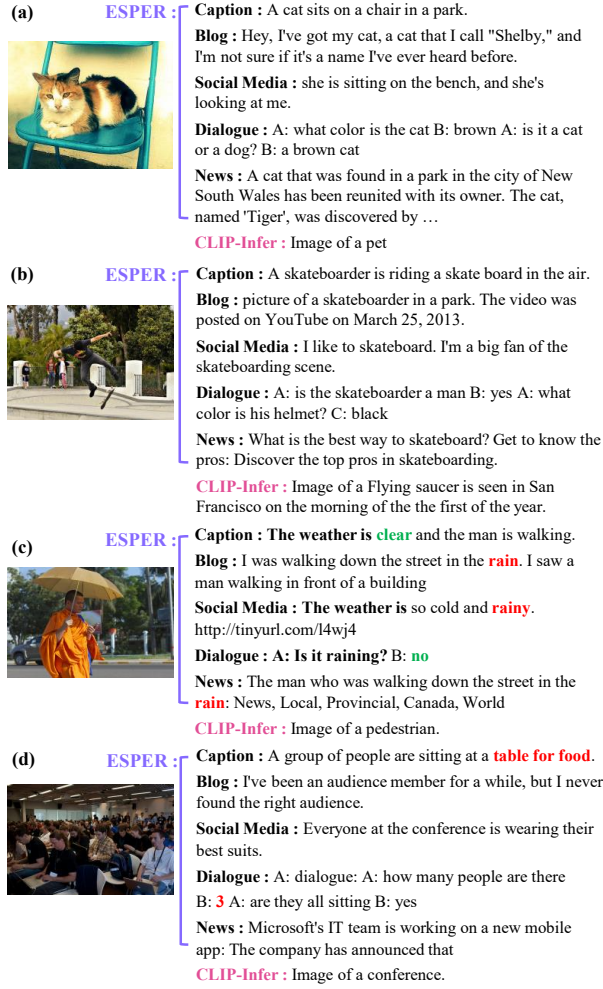 (a)
ESPER :
Caption : A cat sits on a chair in a park.
Blog : Hey, I've got my cat, a cat that I call "Shelby," and
I'm not sure if it's a name I've ever heard before.
Social Media : she is sitting on the bench, and she's
looking at me.
Dialogue : A: what color is the cat B: brown A: is it a cat
or a dog? B: a brown cat
News : A cat that was found in a park in the city of New
South Wales has been reunited with its owner. The cat,
named 'Tiger', was discovered by …
CLIP-Infer : Image of a pet
(b)
ESPER :
Caption : A skateboarder is riding a skate board in the air.
Blog : picture of a skateboarder in a park. The video was
posted on YouTube on March 25, 2013.
Social Media : I like to skateboard. I'm a big fan of the
skateboarding scene.
Dialogue : A: is the skateboarder a man B: yes A: what
color is his helmet? C: black
News : What is the best way to skateboard? Get to know the
pros: Discover the top pros in skateboarding.
CLIP-Infer : Image of a Flying saucer is seen in San
Francisco on the morning of the the first of the year.
(c)
ESPER :
Caption : The weather is clear and the man is walking.
Blog : I was walking down the street in the rain. I saw a
man walking in front of a building
Social Media : The weather is so cold and rainy.
http://tinyurl.com/l4wj4
Dialogue : A: Is it raining? B: no
News : The man who was walking down the street in the
rain: News, Local, Provincial, Canada, World
CLIP-Infer : Image of a pedestrian.
(d)
ESPER :
Caption : A group of people are sitting at a table for food.
Blog : I've been an audience member for a while, but I never
found the right audience.
Social Media : Everyone at the conference is wearing their
best suits.
Dialogue : A: dialogue: A: how many people are there
B: 3 A: are they all sitting B: yes
News : Microsoft's IT team is working on a new mobile
app: The company has announced that
CLIP-Infer : Image of a conference.